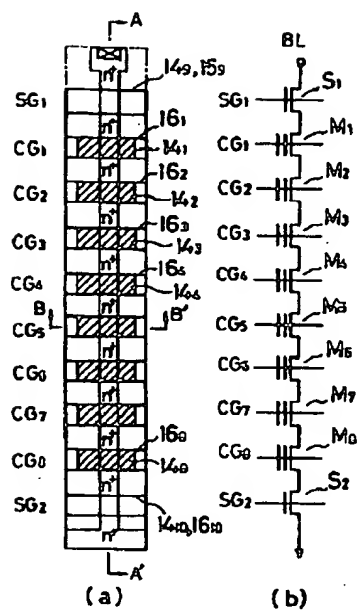 A
BL
14₉,15₉
n⁺
SG₁
SG₁
S₁
n⁺
16₁
CG₁
14₁
CG₁
M₁
n⁺
16₂
CG₂
14₂
CG₂
M₂
n⁺
16₃
CG₃
14₃
CG₃
M₃
n⁺
16₄
CG₄
14₄
CG₄
M₄
n⁺
B
B'
CG₅
CG₅
M₅
n⁺
CG₆
CG₆
M₆
n⁺
CG₇
CG₇
M₇
n⁺
16₈
CG₈
14₈
CG₈
M₈
n⁺
SG₂
SG₂
S₂
14₁₀,16₁₀
n⁺
A'
(a)
(b)